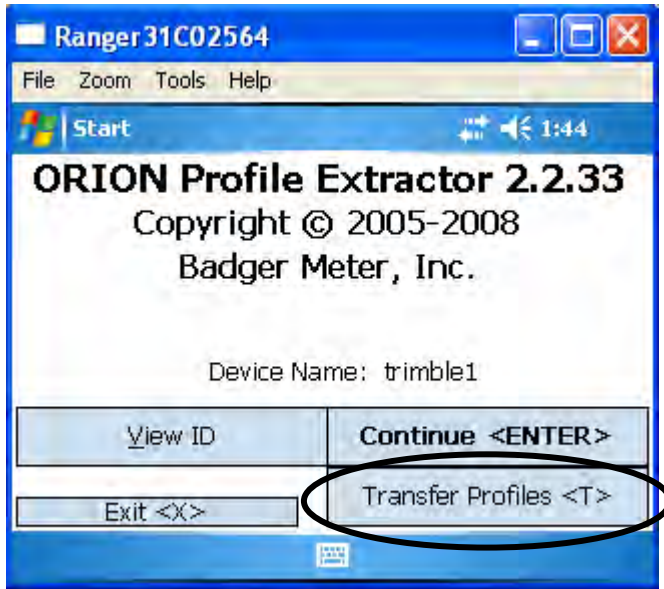 Ranger31C02564
File Zoom Tools Help
Start 1:44
ORION Profile Extractor 2.2.33
Copyright © 2005-2008
Badger Meter, Inc.
Device Name: trimble1
View ID Continue <ENTER>
Exit <X> Transfer Profiles <T>